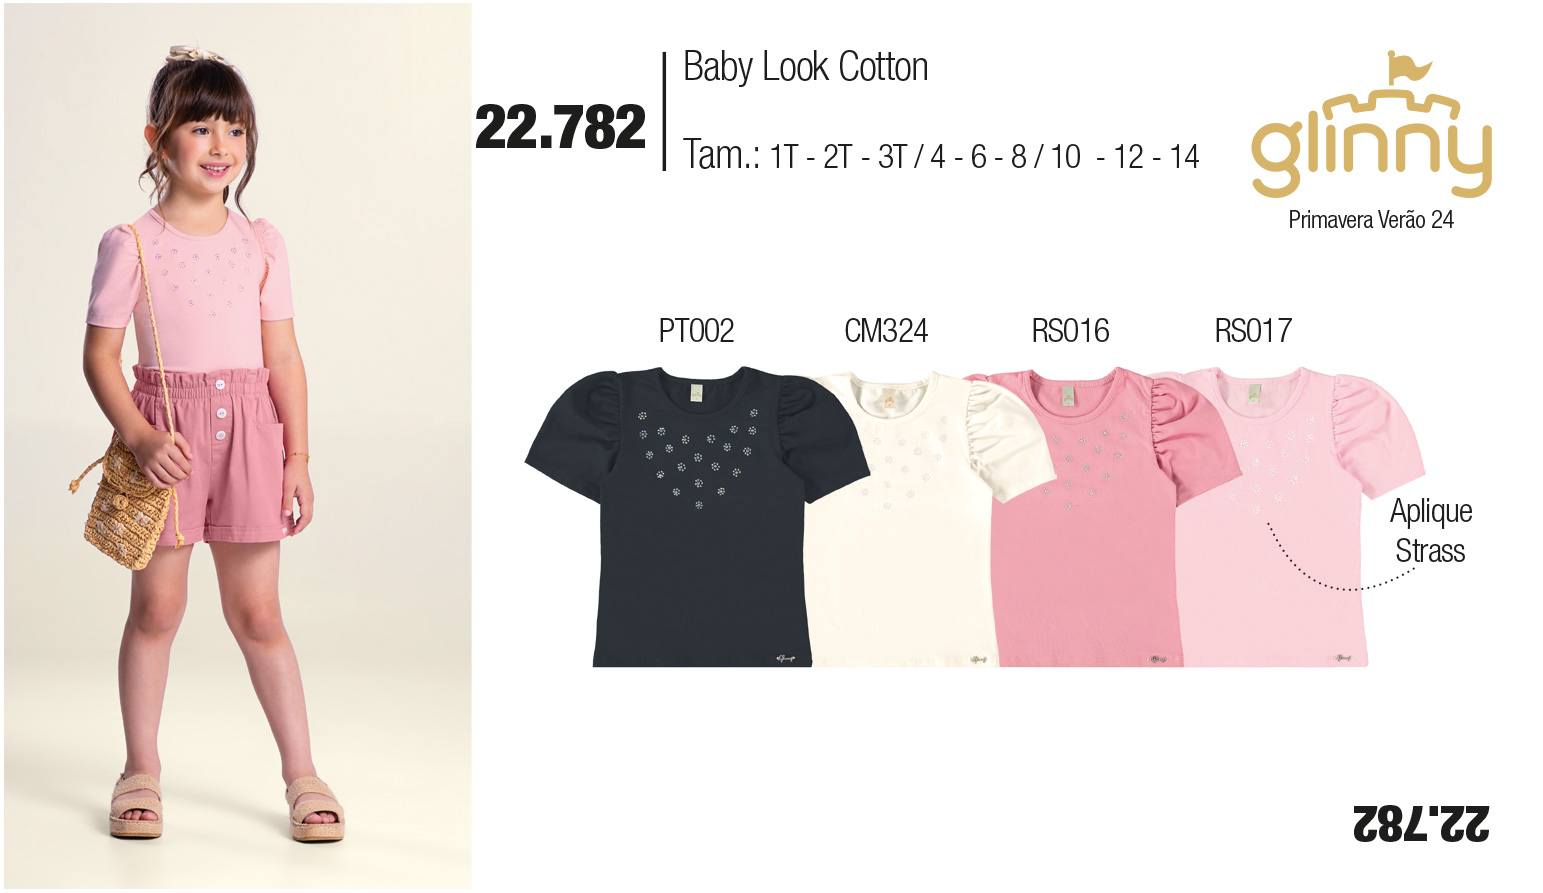 22.782
Baby Look Cotton
Tam.: 1T - 2T - 3T / 4 - 6 - 8 / 10 - 12 - 14
glinny
Primavera Verão 24
PT002
CM324
RS016
RS017
Aplique
Strass
22.782